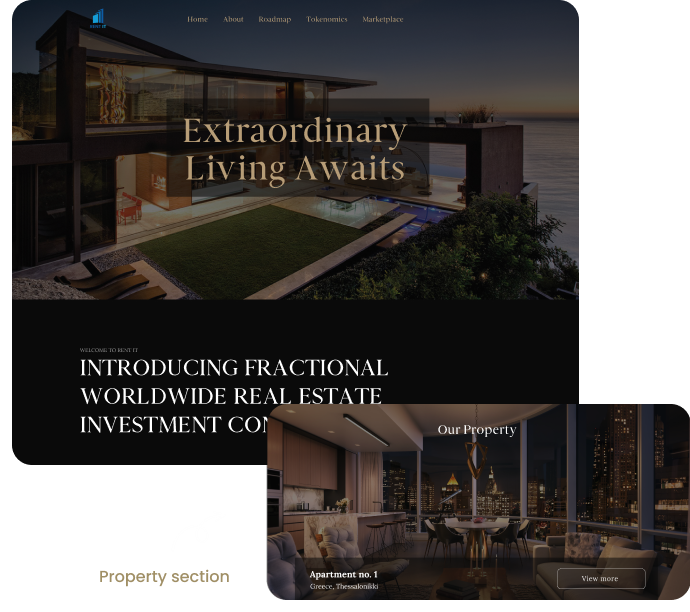 RENT IT
Home About Roadmap Tokenomics Marketplace
Extraordinary
Living Awaits
WELCOME TO RENT IT
INTRODUCING FRACTIONAL
WORLDWIDE REAL ESTATE
INVESTMENT CON
Our Property
Apartment no. 1
Greece, Thessaloniki
View more
Property section